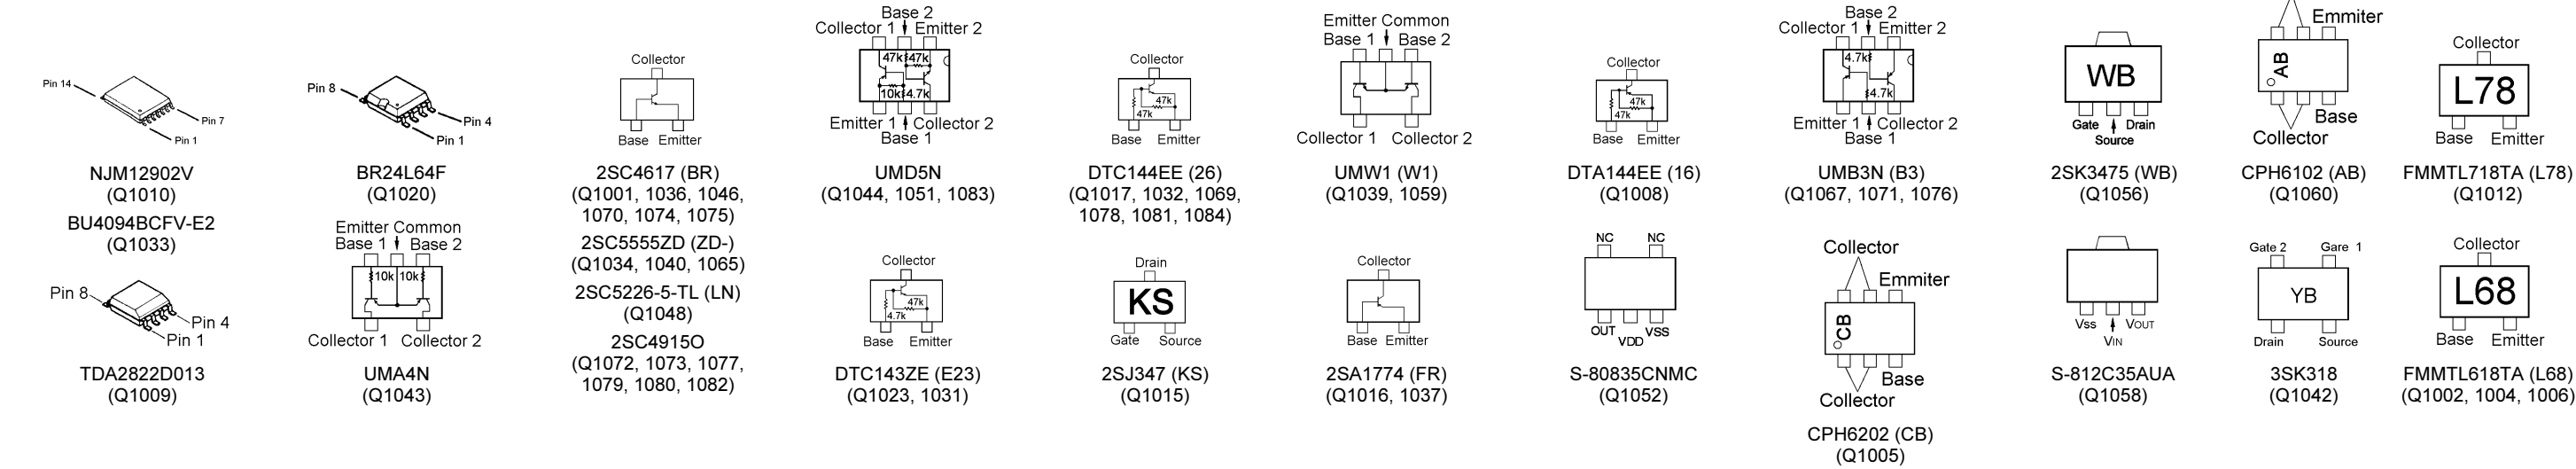 Pin 14
Pin 7
Pin 1
NJM12902V
(Q1010)
BU4094BCFV-E2
(Q1033)
Pin 8
Pin 4
Pin 1
TDA2822D013
(Q1009)
Pin 8
Pin 4
Pin 1
BR24L64F
(Q1020)
Emitter Common
Base 1 Base 2
10k 10k
Collector 1 Collector 2
UMA4N
(Q1043)
Collector
Base Emitter
2SC4617 (BR)
(Q1001, 1036, 1046,
1070, 1074, 1075)
2SC5555ZD (ZD-)
(Q1034, 1040, 1065)
2SC5226-5-TL (LN)
(Q1048)
2SC4915O
(Q1072, 1073, 1077,
1079, 1080, 1082)
Base 2
Collector 1 Emitter 2
47k 47k
10k 4.7k
Emitter 1 Collector 2
Base 1
UMD5N
(Q1044, 1051, 1083)
Collector
47k
4.7k
Base Emitter
DTC143ZE (E23)
(Q1023, 1031)
Collector
47k
47k
Base Emitter
DTC144EE (26)
(Q1017, 1032, 1069,
1078, 1081, 1084)
Drain
KS
Gate Source
2SJ347 (KS)
(Q1015)
Emitter Common
Base 1 Base 2
Collector 1 Collector 2
UMW1 (W1)
(Q1039, 1059)
Collector
Base Emitter
2SA1774 (FR)
(Q1016, 1037)
Collector
47k
47k
Base Emitter
DTA144EE (16)
(Q1008)
NC NC
OUT VSS
VDD
S-80835CNMC
(Q1052)
Base 2
Collector 1 Emitter 2
4.7k
4.7k
Emitter 1 Collector 2
Base 1
UMB3N (B3)
(Q1067, 1071, 1076)
Collector
Emmiter
CB
Base
Collector
CPH6202 (CB)
(Q1005)
WB
Gate Drain
Source
2SK3475 (WB)
(Q1056)
Vss VOUT
VIN
S-812C35AUA
(Q1058)
Emmiter
AB
Base
Collector
CPH6102 (AB)
(Q1060)
Gate 2 Gare 1
YB
Drain Source
3SK318
(Q1042)
Collector
L78
Base Emitter
FMMTL718TA (L78)
(Q1012)
Collector
L68
Base Emitter
FMMTL618TA (L68)
(Q1002, 1004, 1006)